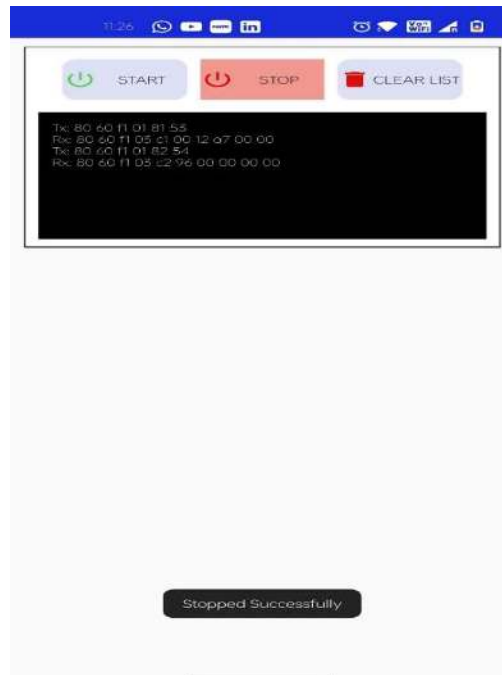 11:26
START
STOP
CLEAR LIST
Tx: 80 60 f1 01 81 53
Rx: 80 60 f1 03 c1 00 12 a7 00 00
Tx: 80 60 f1 01 82 54
Rx: 80 60 f1 03 c2 96 00 00 00 00
Stopped Successfully